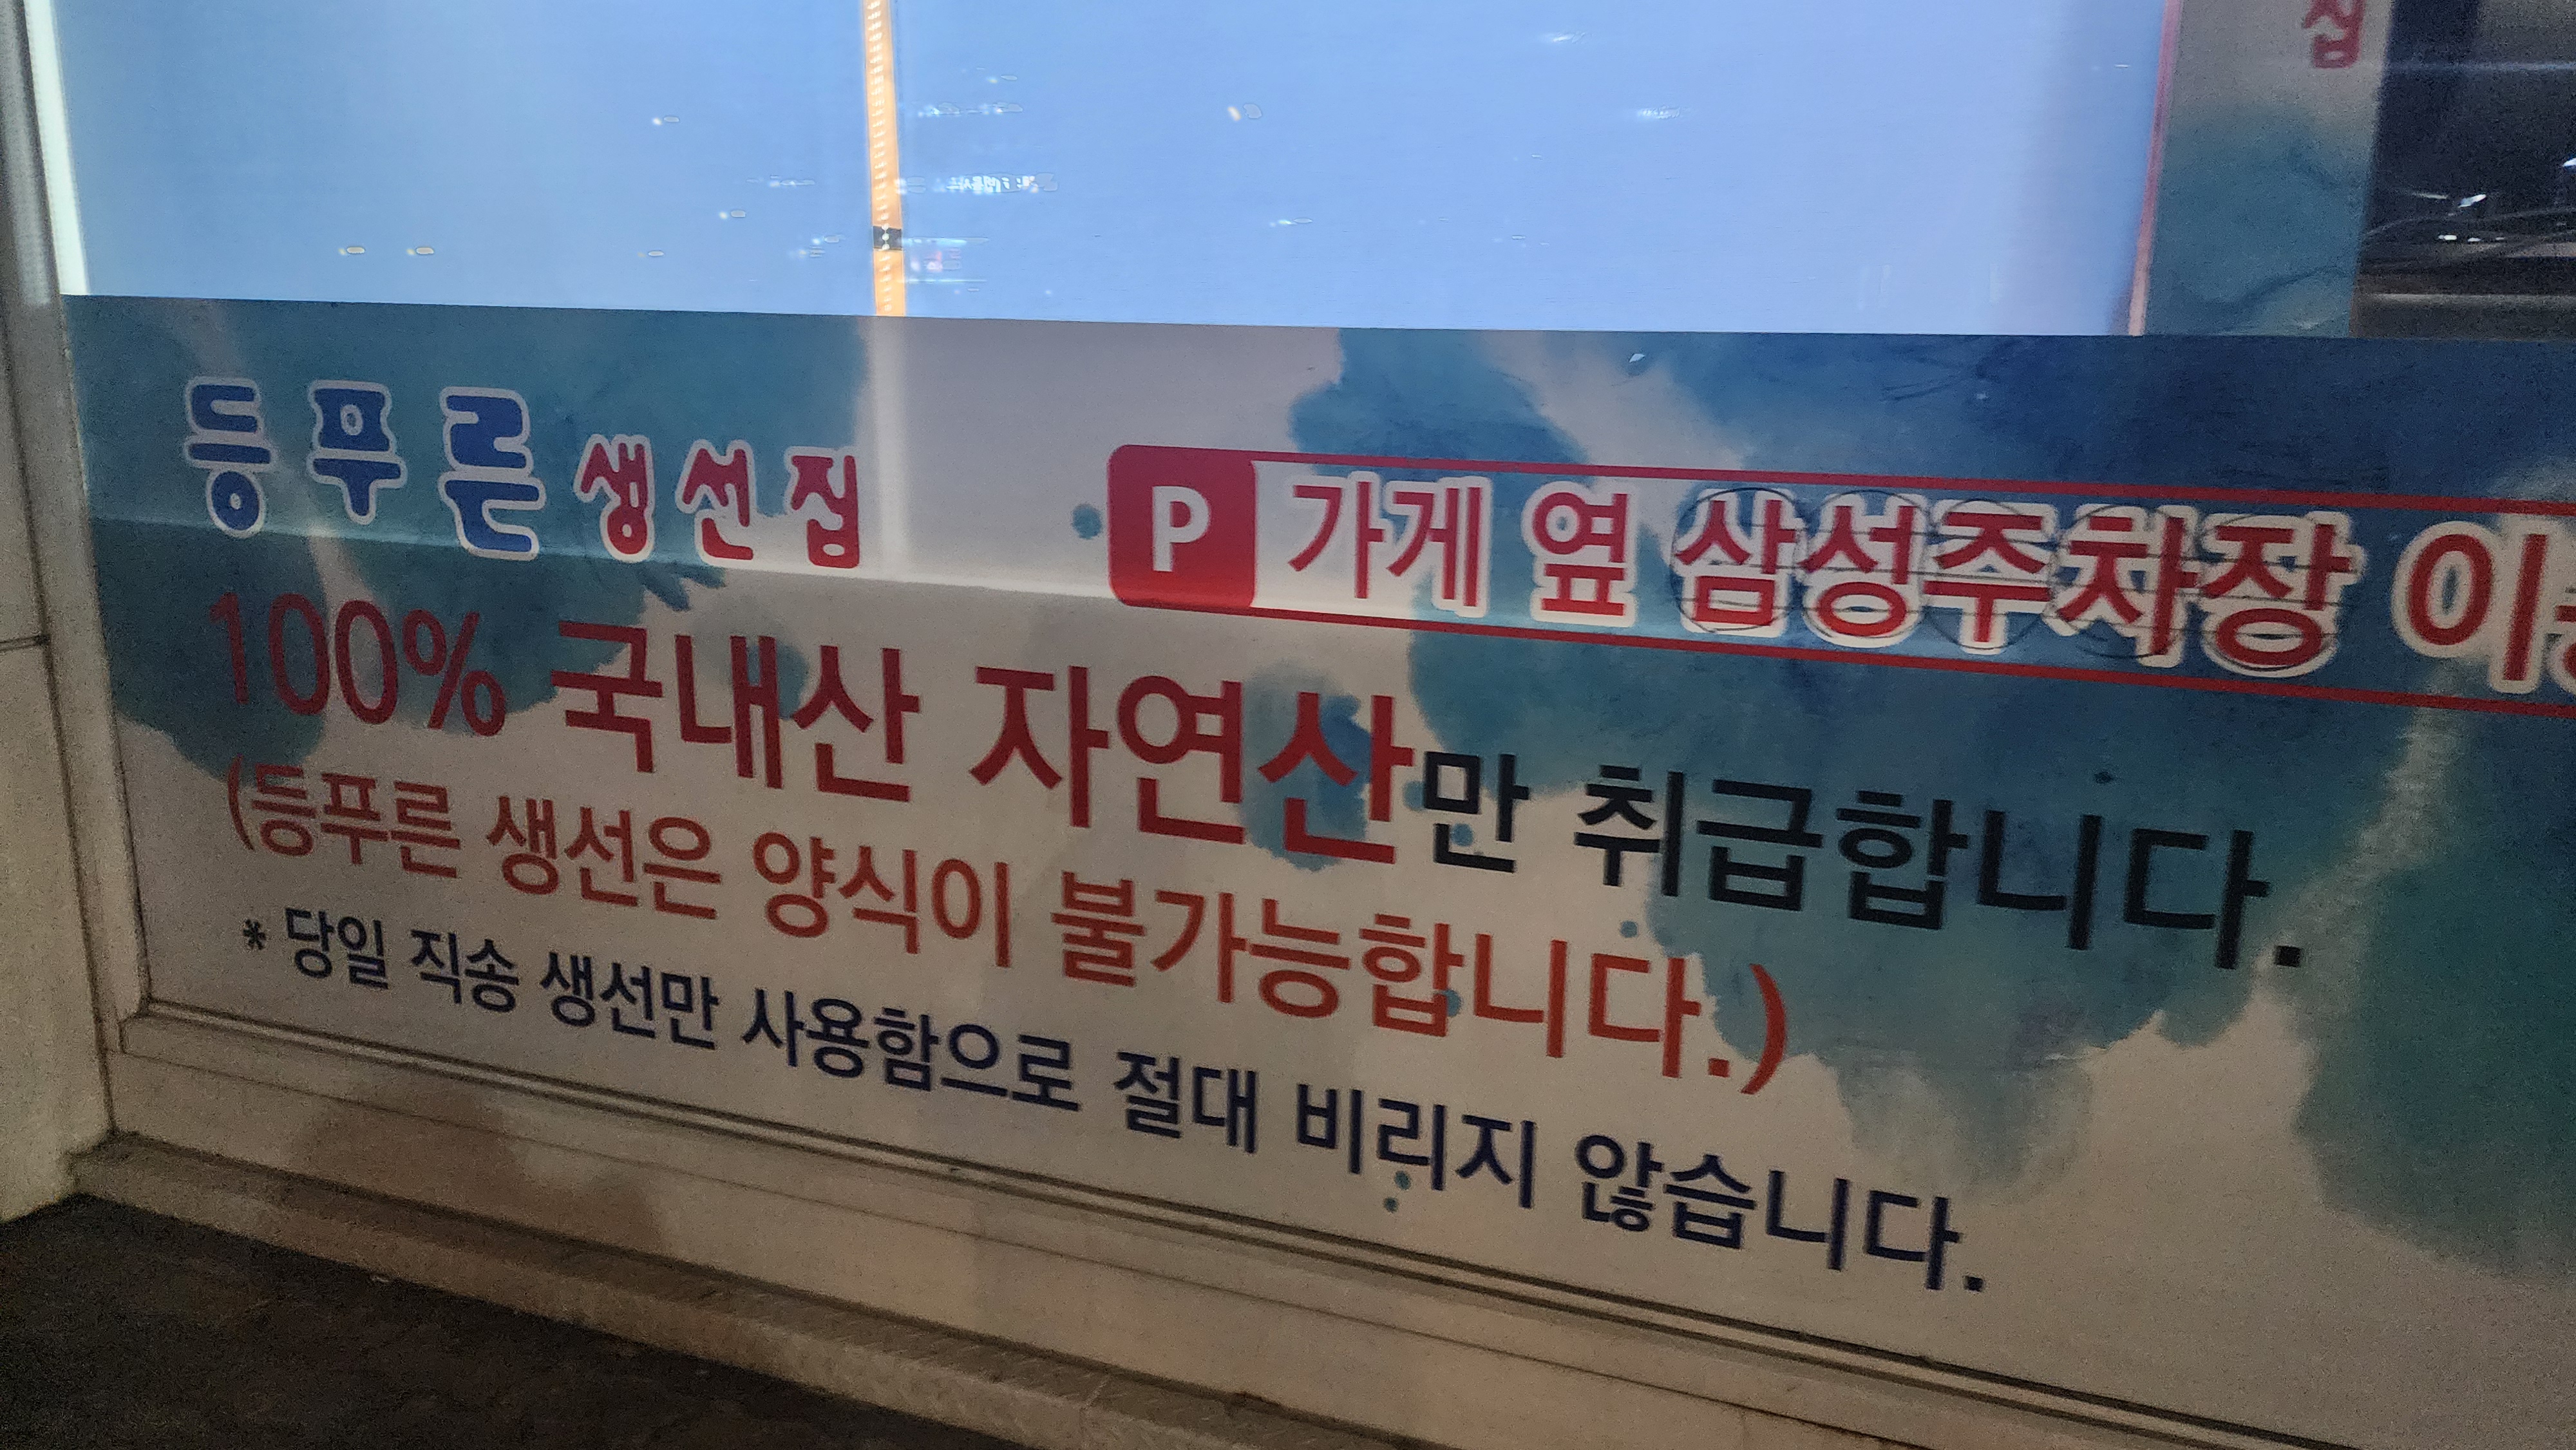 집
등푸른생선집
P 가게 옆 삼성주차장
100% 국내산 자연산만 취급합니다.
(등푸른 생선은 양식이 불가능합니다.)
* 당일 직송 생선만 사용함으로 절대 비리지 않습니다.